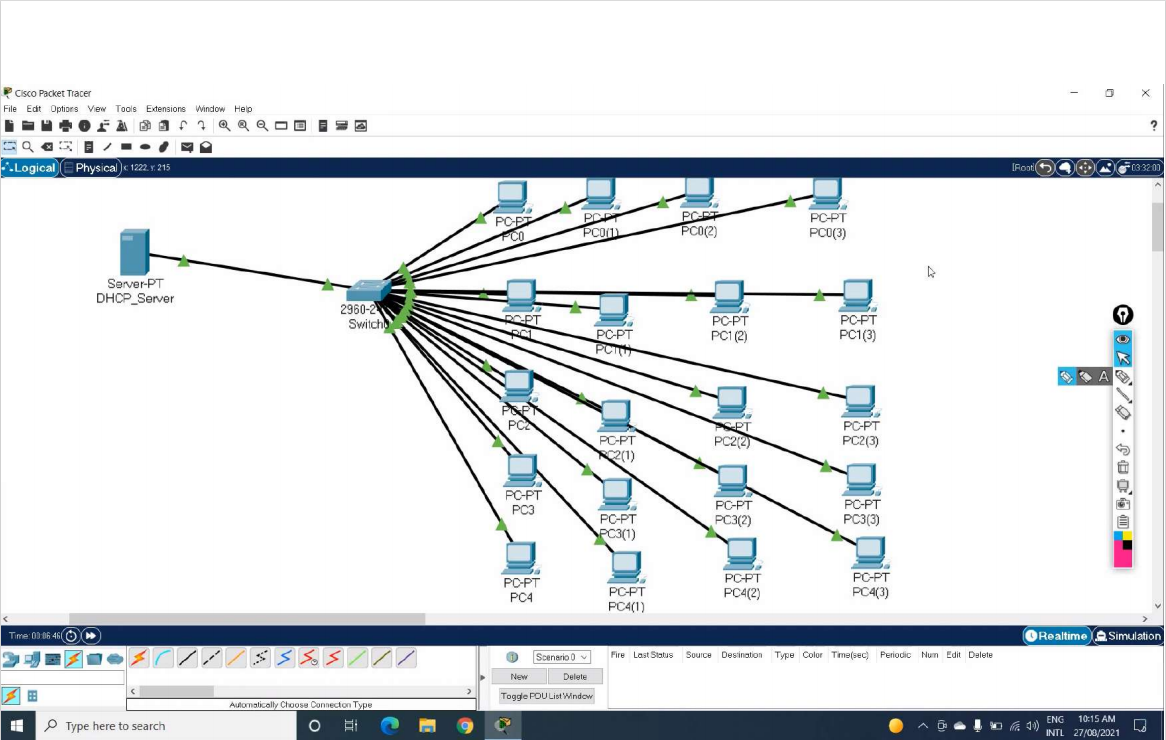 Cisco Packet Tracer
File Edit Options View Tools Extensions Window Help
?
Logical Physical x: 1222, y: 215 [Root] 03:32:00
PC-PT
PC0
PC-PT
PC0(1)
PC-PT
PC0(2)
PC-PT
PC0(3)
Server-PT
DHCP_Server
2960-2
Switch0
PC-PT
PC1
PC-PT
PC1(1)
PC-PT
PC1(2)
PC-PT
PC1(3)
A
PC-PT
PC2
PC-PT
PC2(1)
PC-PT
PC2(2)
PC-PT
PC2(3)
PC-PT
PC3
PC-PT
PC3(1)
PC-PT
PC3(2)
PC-PT
PC3(3)
PC-PT
PC4
PC-PT
PC4(1)
PC-PT
PC4(2)
PC-PT
PC4(3)
Time: 00:06:46 Realtime Simulation
Scenario 0
New Delete
Toggle PDU List Window
Fire Last Status Source Destination Type Color Time(sec) Periodic Num Edit Delete
Automatically Choose Connection Type
Type here to search
ENG
INTL
10:15 AM
27/08/2021